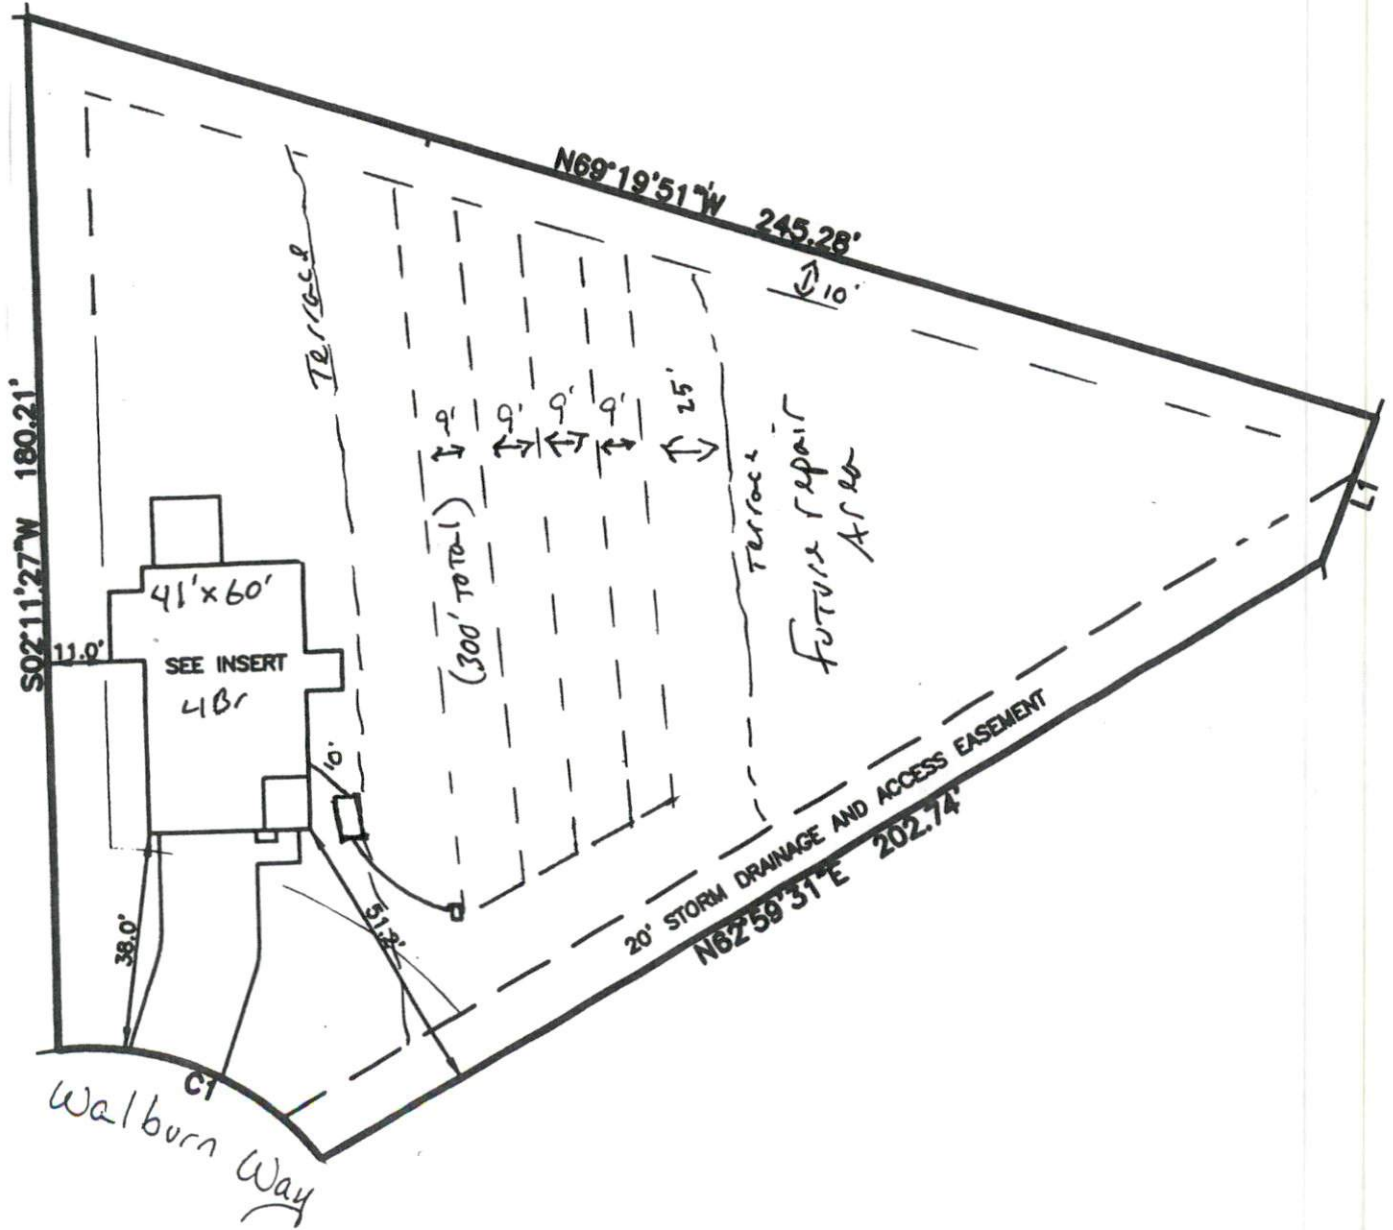 N69°19'51"W 245.28'
10'
Terrace
S02°11'27"W 180.21'
9'
9'
9'
9'
25'
(300' TOTAL)
Terrace
Future repair
Area
L1
41'x60'
11.0'
SEE INSERT
4Br
10'
38.0'
51.2'
20' STORM DRAINAGE AND ACCESS EASEMENT
N62°59'31"E 202.74'
C1
Walburn Way